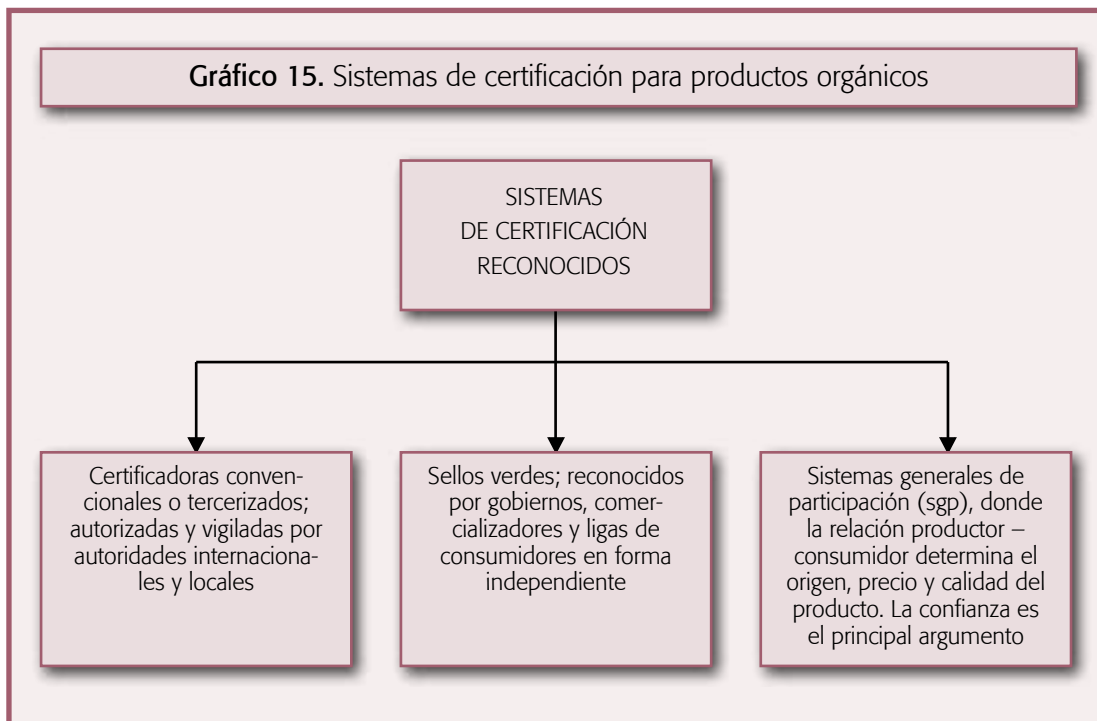 Gráfico 15. Sistemas de certificación para productos orgánicos
SISTEMAS
DE CERTIFICACIÓN
RECONOCIDOS
Certificadoras conven-
cionales o tercerizados;
autorizadas y vigiladas por
autoridades internaciona-
les y locales
Sellos verdes; reconocidos
por gobiernos, comer-
cializadores y ligas de
consumidores en forma
independiente
Sistemas generales de
participación (sgp), donde
la relación productor –
consumidor determina el
origen, precio y calidad del
producto. La confianza es
el principal argumento